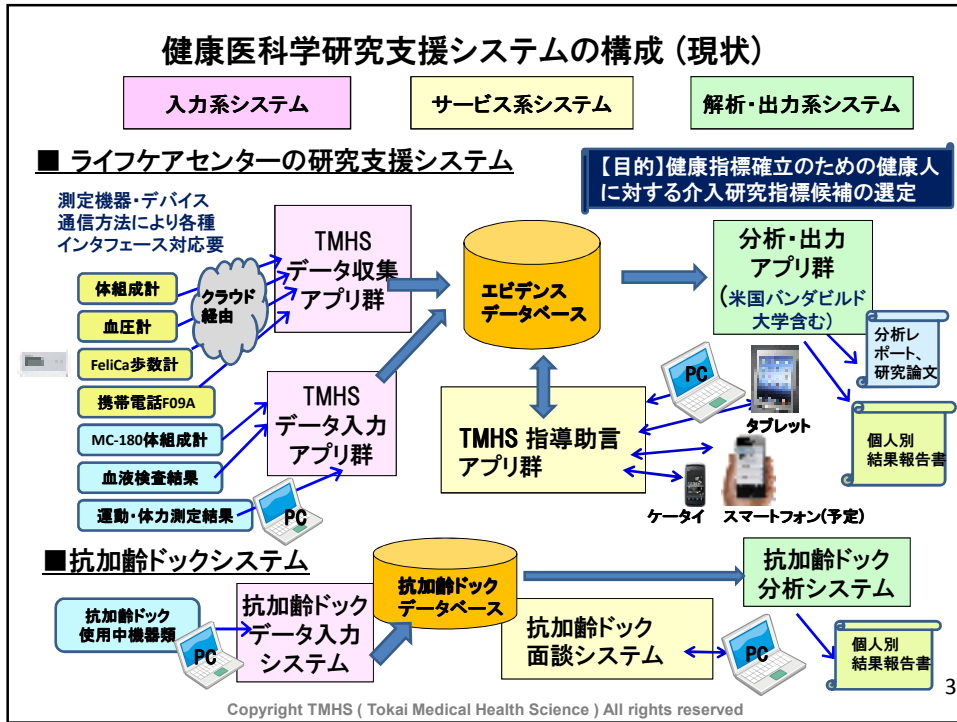 健康医科学研究支援システムの構成（現状）
入力系システム
サービス系システム
解析・出力系システム
■ ライフケアセンターの研究支援システム
【目的】健康指標確立のための健康人
に対する介入研究指標候補の選定
測定機器・デバイス
通信方法により各種
インタフェース対応要
体組成計
血圧計
FeliCa歩数計
携帯電話F09A
MC-180体組成計
血液検査結果
運動・体力測定結果
クラウド
経由
PC
TMHS
データ収集
アプリ群
TMHS
データ入力
アプリ群
エビデンス
データベース
TMHS 指導助言
アプリ群
分析・出力
アプリ群
（米国バンダビルド
大学含む）
分析レ
ポート、
研究論文
個人別
結果報告書
PC
タブレット
ケータイ
スマートフォン(予定)
■抗加齢ドックシステム
抗加齢ドック
使用中機器類
PC
抗加齢ドック
データ入力
システム
抗加齢ドック
データベース
抗加齢ドック
面談システム
PC
抗加齢ドック
分析システム
個人別
結果報告書
3
Copyright TMHS ( Tokai Medical Health Science ) All rights reserved